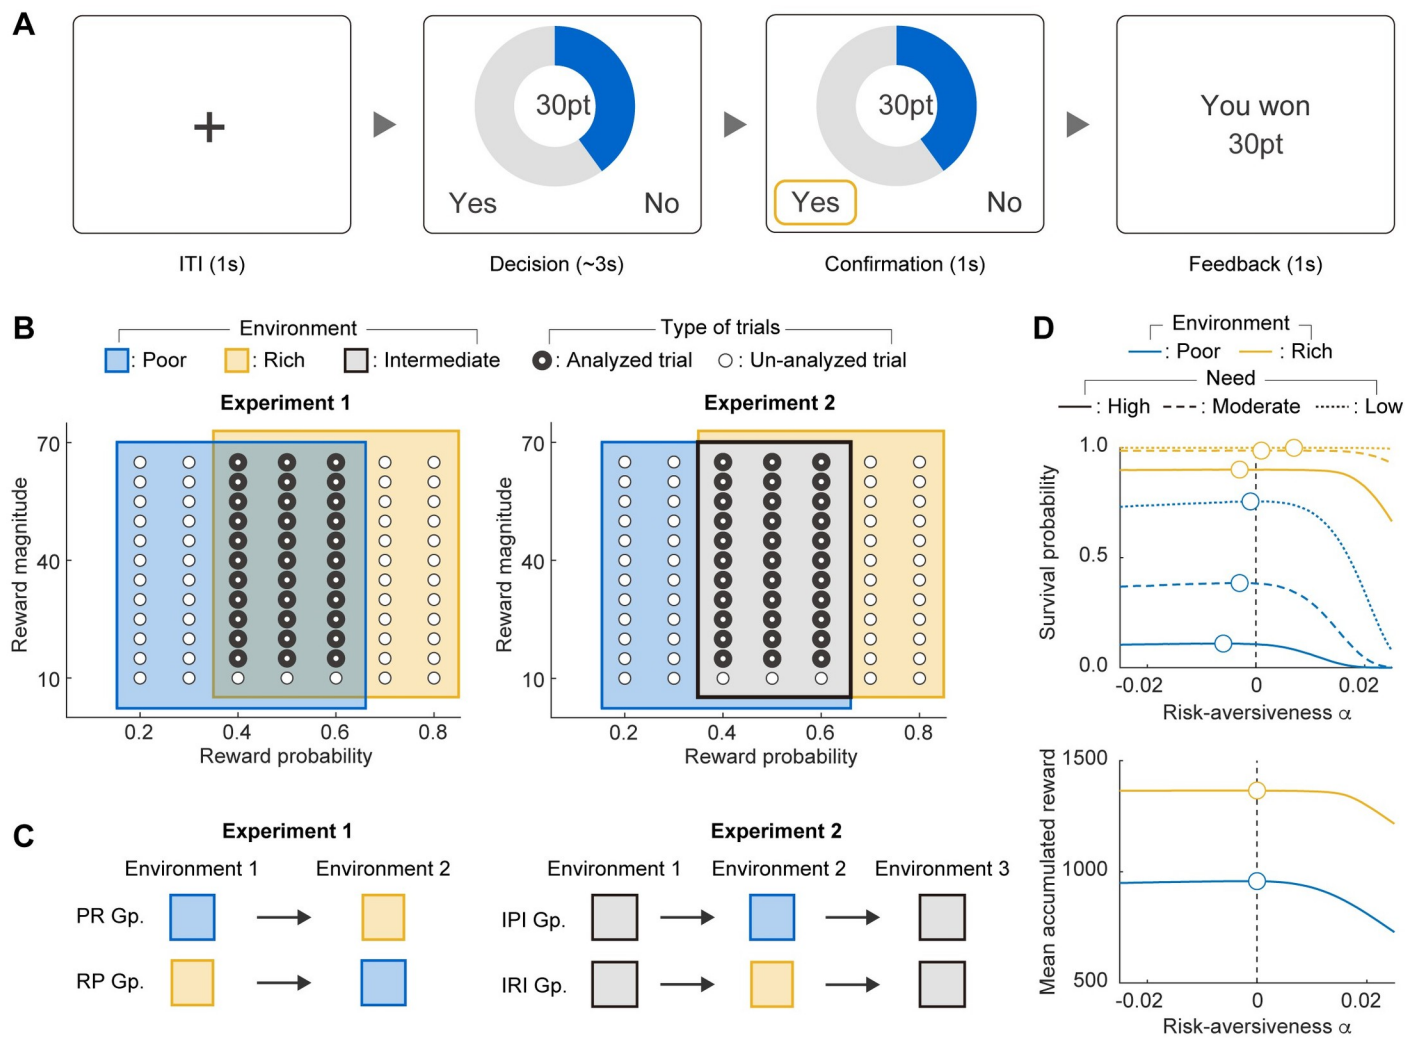 A
+
30pt
Yes No
30pt
Yes No
You won
30pt
ITI (1s)
Decision (~3s)
Confirmation (1s)
Feedback (1s)
B
Environment
: Poor : Rich : Intermediate
Type of trials
: Analyzed trial : Un-analyzed trial
Experiment 1
Reward magnitude
70
40
10
0.2 0.4 0.6 0.8
Reward probability
Experiment 2
Reward magnitude
70
40
10
0.2 0.4 0.6 0.8
Reward probability
C
Experiment 1
Environment 1 Environment 2
PR Gp.
RP Gp.
Experiment 2
Environment 1 Environment 2 Environment 3
IPI Gp.
IRI Gp.
D
Environment
: Poor : Rich
Need
: High : Moderate : Low
Survival probability
1.0
0.5
0.0
-0.02 0 0.02
Risk-aversiveness α
Mean accumulated reward
1500
1000
500
-0.02 0 0.02
Risk-aversiveness α